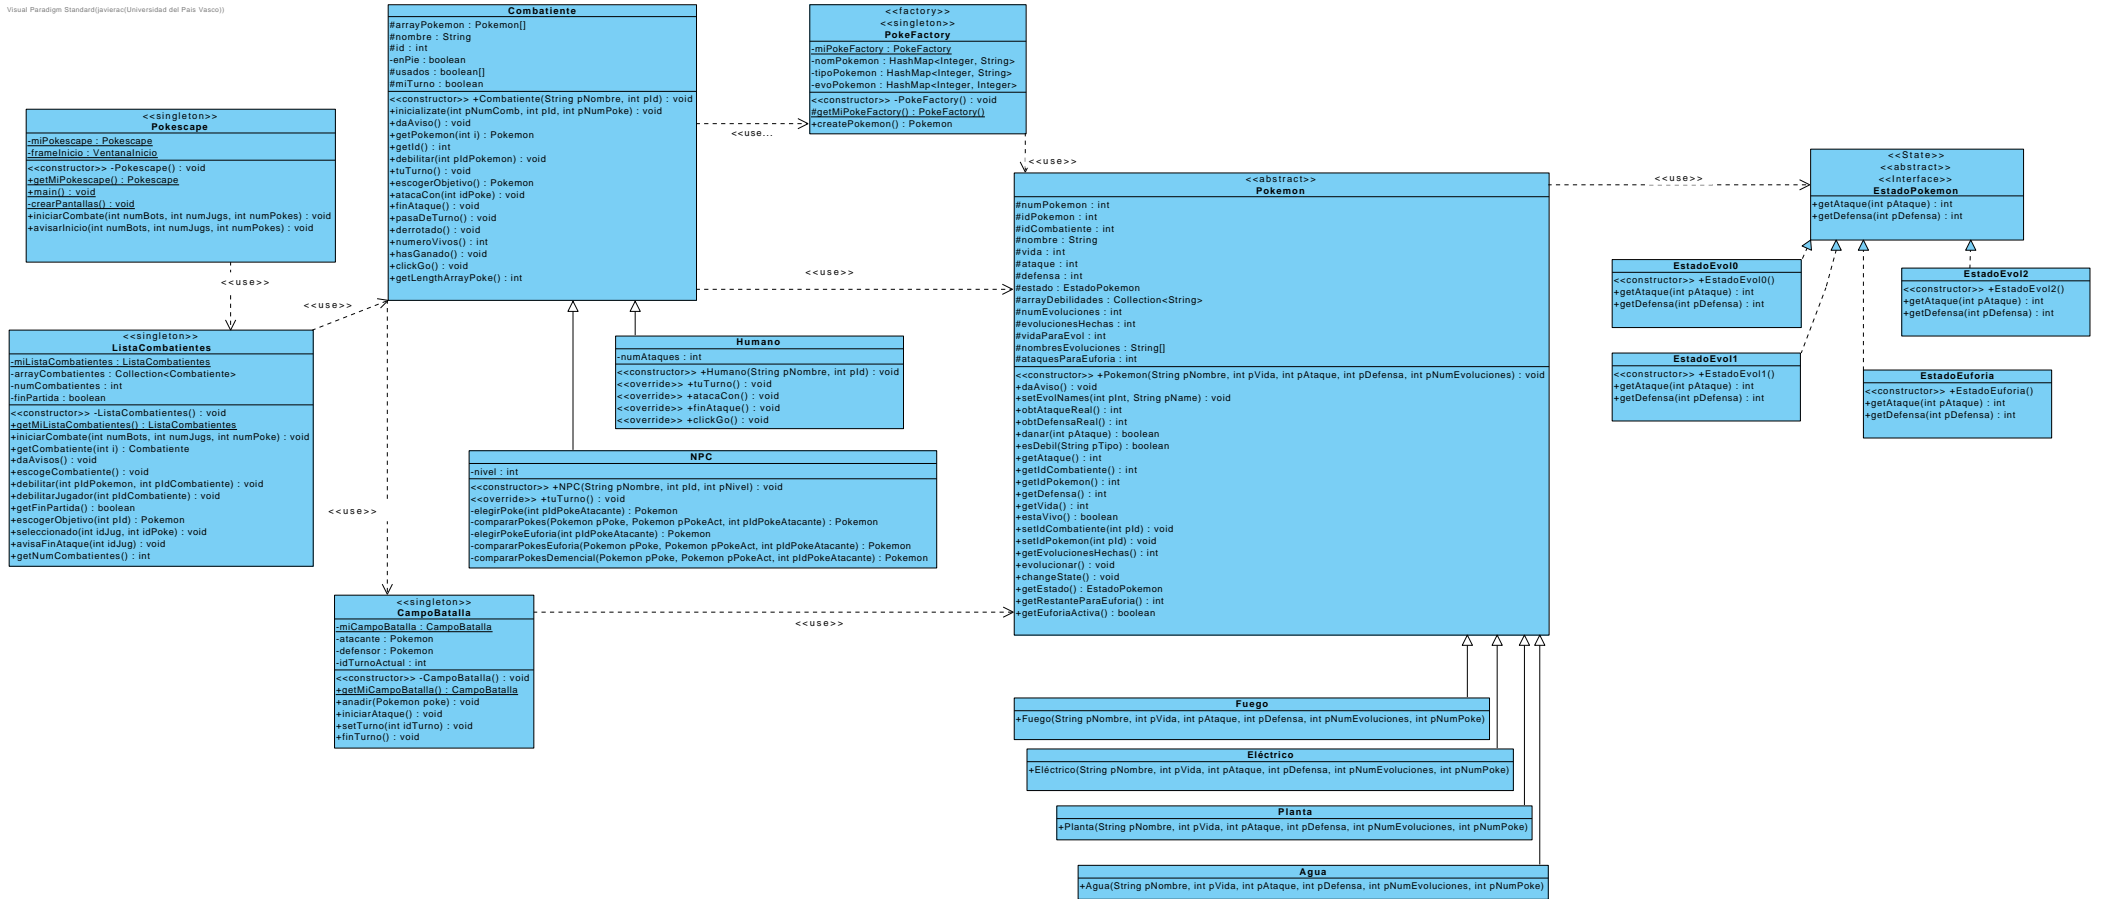 Visual Paradigm Standard(javierac(Universidad del Pais Vasco))
Combatiente
#arrayPokemon : Pokemon[]
#nombre : String
#id : int
-enPie : boolean
#usados : boolean[]
#miTurno : boolean
<<constructor>> +Combatiente(String pNombre, int pId) : void
+inicializate(int pNumComb, int pId, int pNumPoke) : void
+daAviso() : void
+getPokemon(int i) : Pokemon
+getId() : int
+debilitar(int pIdPokemon) : void
+tuTurno() : void
+escogerObjetivo() : Pokemon
+atacaCon(int idPoke) : void
+finAtaque() : void
+pasaDeTurno() : void
+derrotado() : void
+numeroVivos() : int
+hasGanado() : void
+clickGo() : void
+getLengthArrayPoke() : int
<<factory>>
<<singleton>>
PokeFactory
-miPokeFactory : PokeFactory
-nomPokemon : HashMap<Integer, String>
-tipoPokemon : HashMap<Integer, String>
-evoPokemon : HashMap<Integer, Integer>
<<constructor>> -PokeFactory() : void
#getMiPokeFactory() : PokeFactory()
+createPokemon() : Pokemon
<<singleton>>
Pokescape
-miPokescape : Pokescape
-frameInicio : VentanaInicio
<<constructor>> -Pokescape() : void
+getMiPokescape() : Pokescape
+main() : void
-crearPantallas() : void
+iniciarCombate(int numBots, int numJugs, int numPokes) : void
+avisarInicio(int numBots, int numJugs, int numPokes) : void
<<use...
<<use>>
<<abstract>>
Pokemon
#numPokemon : int
#idPokemon : int
#idCombatiente : int
#nombre : String
#vida : int
#ataque : int
#defensa : int
#estado : EstadoPokemon
#arrayDebilidades : Collection<String>
#numEvoluciones : int
#evolucionesHechas : int
#vidaParaEvol : int
#nombresEvoluciones : String[]
#ataquesParaEuforia : int
<<constructor>> +Pokemon(String pNombre, int pVida, int pAtaque, int pDefensa, int pNumEvoluciones) : void
+daAviso() : void
+setEvolNames(int pInt, String pName) : void
+obtAtaqueReal() : int
+obtDefensaReal() : int
+danar(int pAtaque) : boolean
+esDebil(String pTipo) : boolean
+getAtaque() : int
+getIdCombatiente() : int
+getIdPokemon() : int
+getDefensa() : int
+getVida() : int
+estaVivo() : boolean
+setIdCombatiente(int pId) : void
+setIdPokemon(int pId) : void
+getEvolucionesHechas() : int
+evolucionar() : void
+changeState() : void
+getEstado() : EstadoPokemon
+getRestanteParaEuforia() : int
+getEuforiaActiva() : boolean
<<use>>
<<State>>
<<abstract>>
<<Interface>>
EstadoPokemon
+getAtaque(int pAtaque) : int
+getDefensa(int pDefensa) : int
EstadoEvol0
<<constructor>> +EstadoEvol0()
+getAtaque(int pAtaque) : int
+getDefensa(int pDefensa) : int
EstadoEvol2
<<constructor>> +EstadoEvol2()
+getAtaque(int pAtaque) : int
+getDefensa(int pDefensa) : int
EstadoEvol1
<<constructor>> +EstadoEvol1()
+getAtaque(int pAtaque) : int
+getDefensa(int pDefensa) : int
EstadoEuforia
<<constructor>> +EstadoEuforia()
+getAtaque(int pAtaque) : int
+getDefensa(int pDefensa) : int
<<use>>
<<use>>
<<use>>
<<singleton>>
ListaCombatientes
-miListaCombatientes : ListaCombatientes
-arrayCombatientes : Collection<Combatiente>
-numCombatientes : int
-finPartida : boolean
<<constructor>> -ListaCombatientes() : void
+getMiListaCombatientes() : ListaCombatientes
+iniciarCombate(int numBots, int numJugs, int numPoke) : void
+getCombatiente(int i) : Combatiente
+daAvisos() : void
+escogeCombatiente() : void
+debilitar(int pIdPokemon, int pIdCombatiente) : void
+debilitarJugador(int pIdCombatiente) : void
+getFinPartida() : boolean
+escogerObjetivo(int pId) : Pokemon
+seleccionado(int idJug, int idPoke) : void
+avisaFinAtaque(int idJug) : void
+getNumCombatientes() : int
Humano
-numAtaques : int
<<constructor>> +Humano(String pNombre, int pId) : void
<<override>> +tuTurno() : void
<<override>> +atacaCon() : void
<<override>> +finAtaque() : void
<<override>> +clickGo() : void
NPC
-nivel : int
<<constructor>> +NPC(String pNombre, int pId, int pNivel) : void
<<override>> +tuTurno() : void
-elegirPoke(int pIdPokeAtacante) : Pokemon
-compararPokes(Pokemon pPoke, Pokemon pPokeAct, int pIdPokeAtacante) : Pokemon
-elegirPokeEuforia(int pIdPokeAtacante) : Pokemon
-compararPokesEuforia(Pokemon pPoke, Pokemon pPokeAct, int pIdPokeAtacante) : Pokemon
-compararPokesDemencial(Pokemon pPoke, Pokemon pPokeAct, int pIdPokeAtacante) : Pokemon
<<use>>
<<singleton>>
CampoBatalla
-miCampoBatalla : CampoBatalla
-atacante : Pokemon
-defensor : Pokemon
-idTurnoActual : int
<<constructor>> -CampoBatalla() : void
+getMiCampoBatalla() : CampoBatalla
+anadir(Pokemon poke) : void
+iniciarAtaque() : void
+setTurno(int idTurno) : void
+finTurno() : void
<<use>>
Fuego
+Fuego(String pNombre, int pVida, int pAtaque, int pDefensa, int pNumEvoluciones, int pNumPoke)
Eléctrico
+Eléctrico(String pNombre, int pVida, int pAtaque, int pDefensa, int pNumEvoluciones, int pNumPoke)
Planta
+Planta(String pNombre, int pVida, int pAtaque, int pDefensa, int pNumEvoluciones, int pNumPoke)
Agua
+Agua(String pNombre, int pVida, int pAtaque, int pDefensa, int pNumEvoluciones, int pNumPoke)